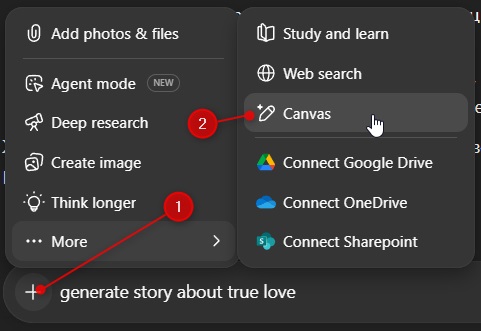 Add photos & files
Agent mode NEW
Deep research
Create image
Think longer
More
Study and learn
Web search
Canvas
Connect Google Drive
Connect OneDrive
Connect Sharepoint
1
2
generate story about true love